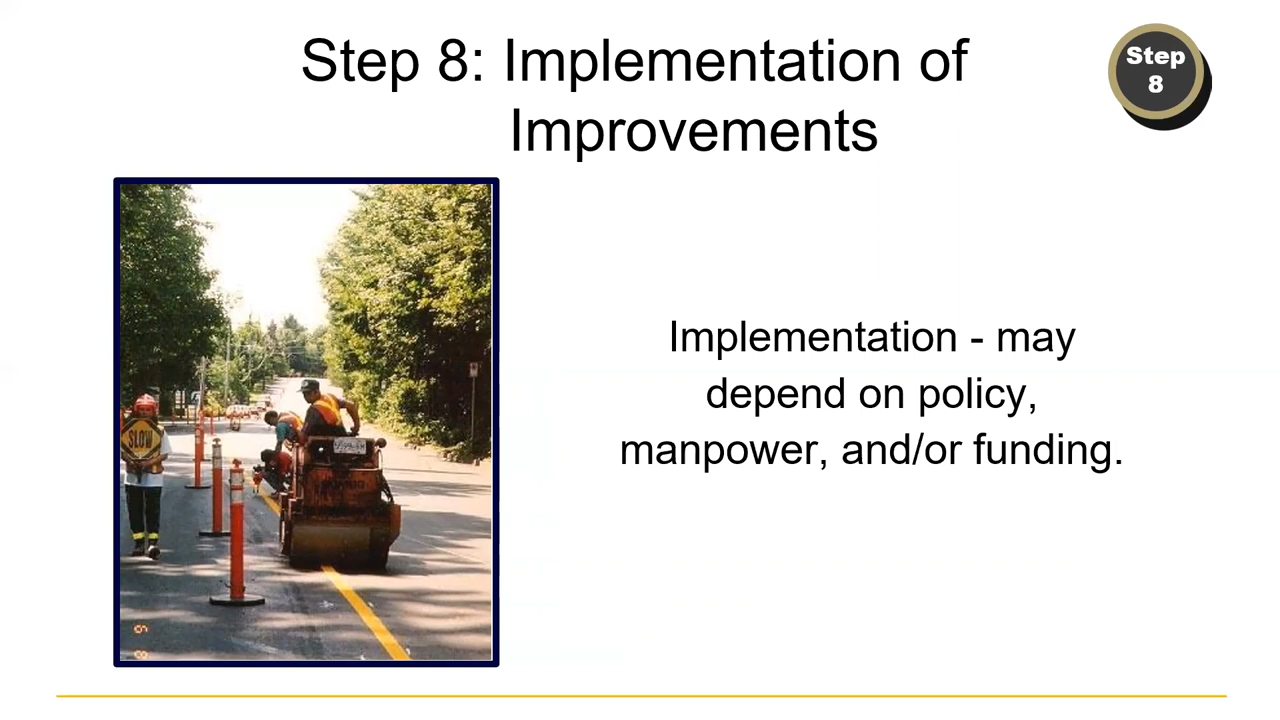 Step 8: Implementation of
Improvements
Step
8
SLOW
Implementation - may
depend on policy,
manpower, and/or funding.